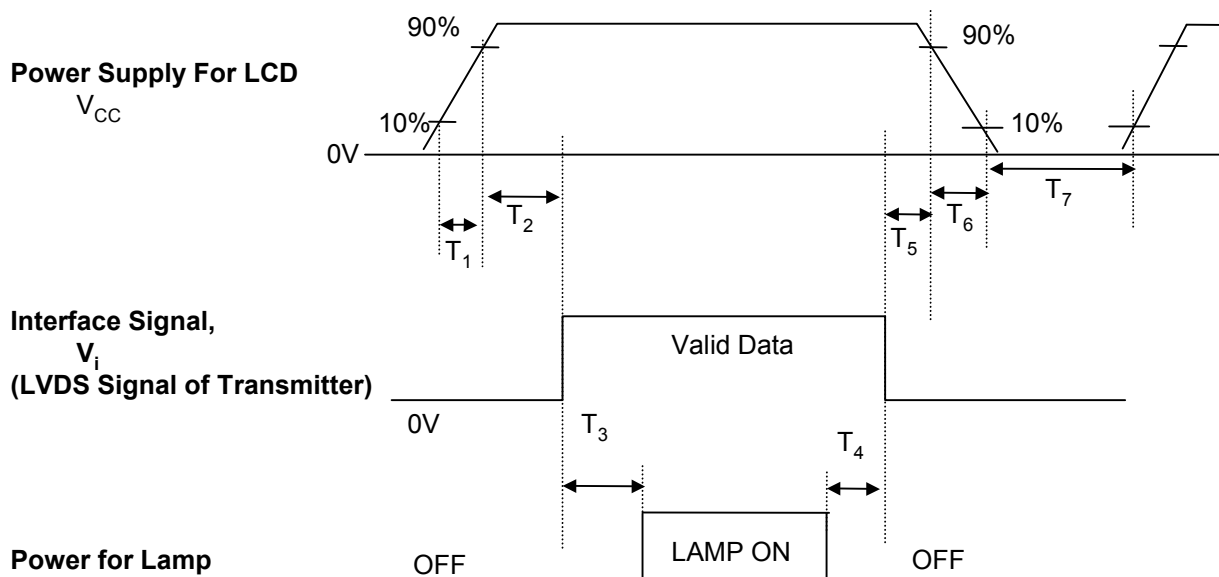 90%
90%
Power Supply For LCD
V_CC
10%
10%
0V
T_1
T_2
T_5
T_6
T_7
Interface Signal,
V_i
(LVDS Signal of Transmitter)
Valid Data
0V
T_3
T_4
Power for Lamp
OFF
LAMP ON
OFF